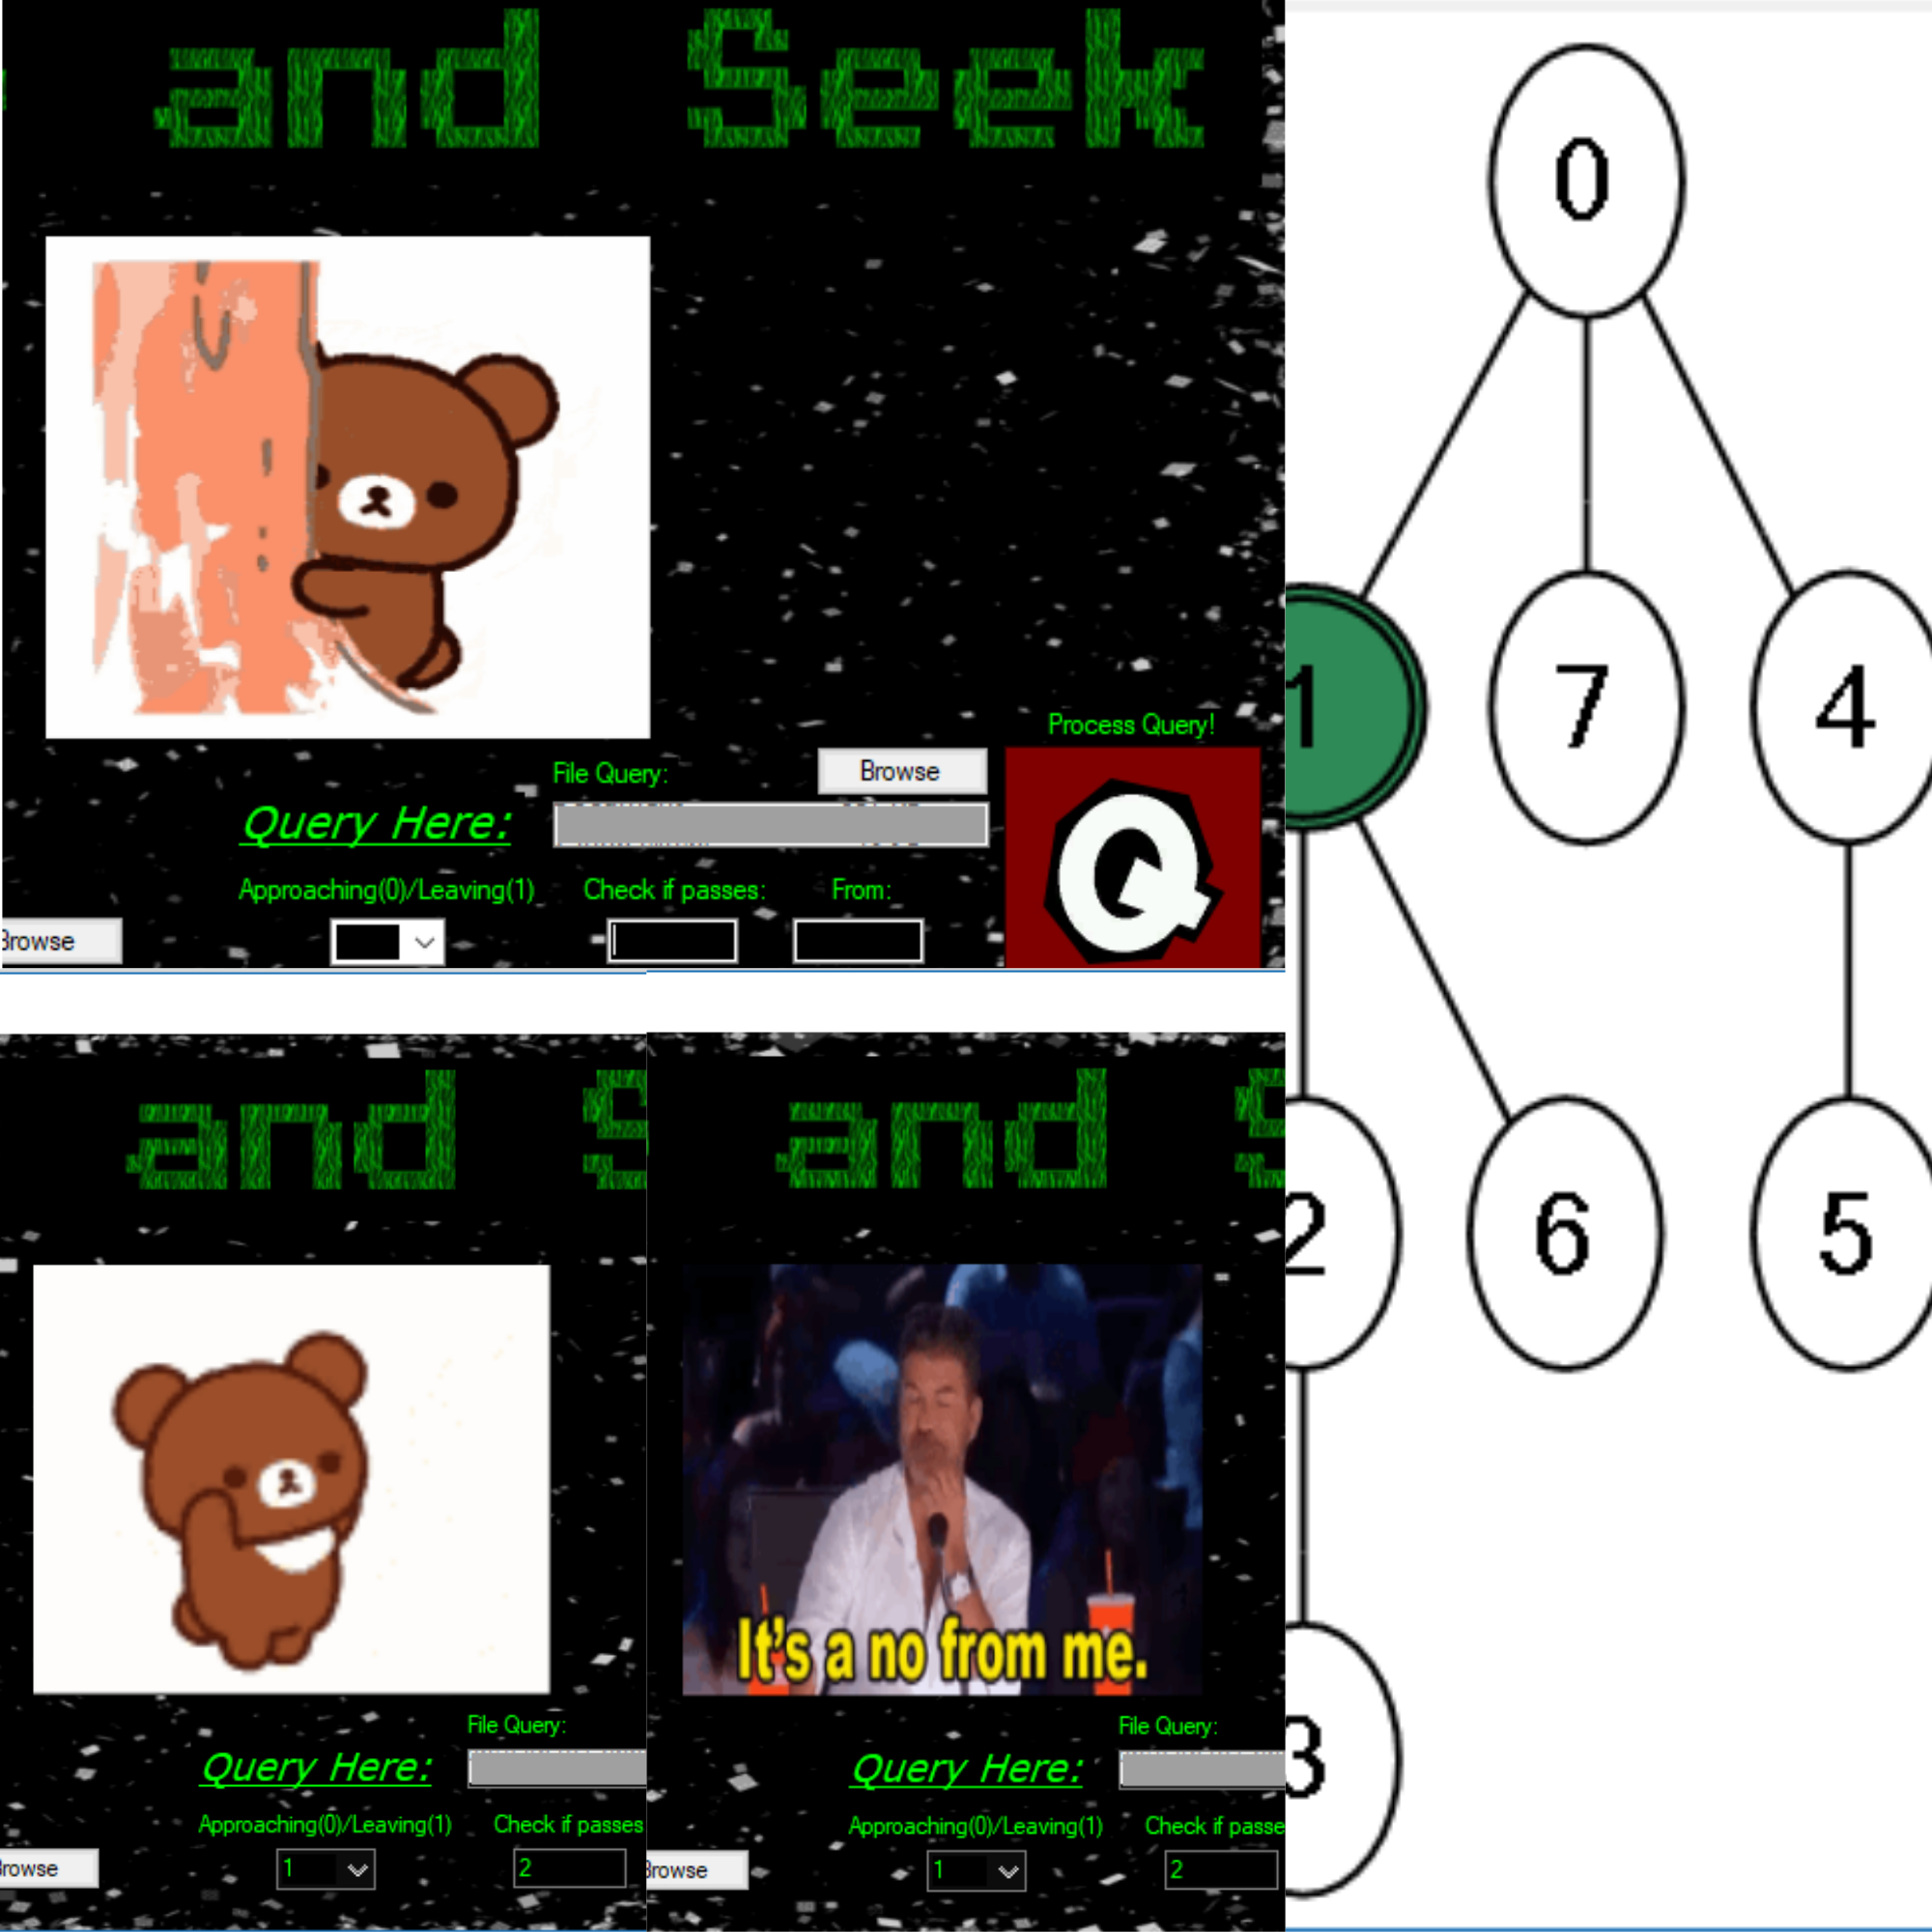 and Seek
Process Query!
File Query:
Browse
Query Here:
Q
Approaching(0)/Leaving(1)
Check if passes:
From:
Browse
and
File Query:
Query Here:
Approaching(0)/Leaving(1)
Check if passes
Browse
1
2
and
It's a no from me.
File Query:
Query Here:
Approaching(0)/Leaving(1)
Check if passe
Browse
1
2
0
1
7
4
2
6
5
3